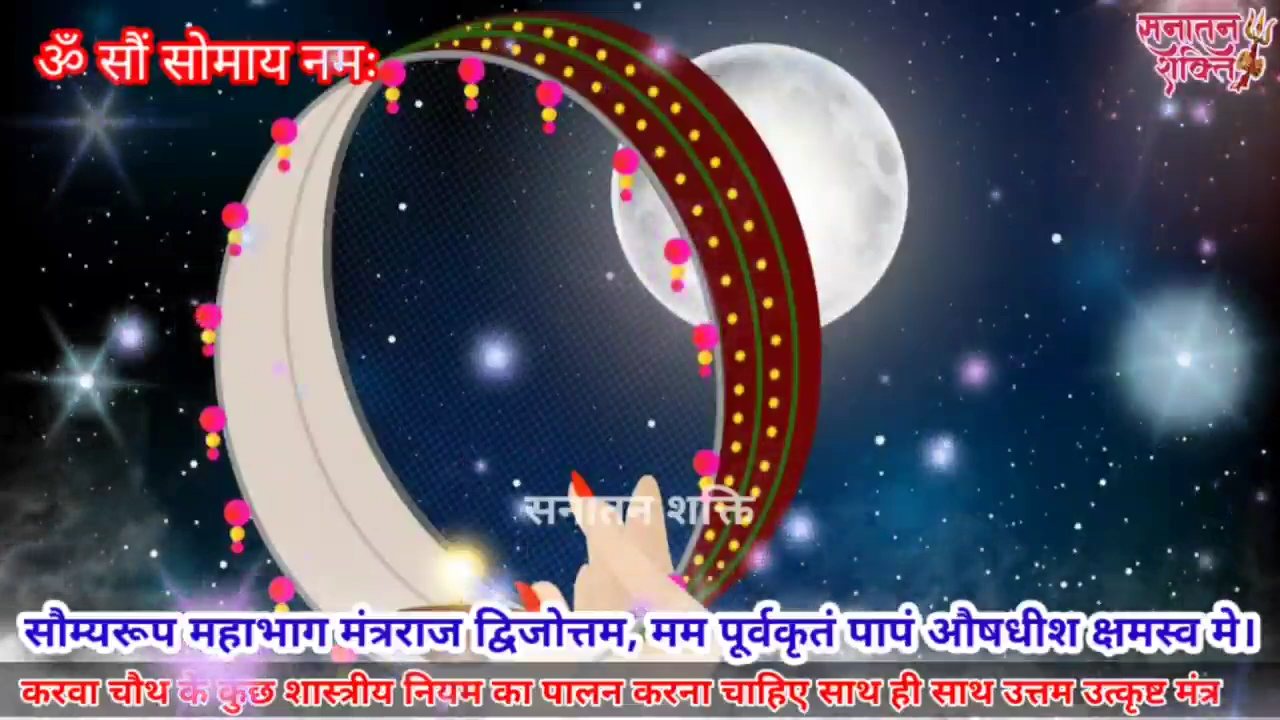 ॐ सौं सोमाय नम:
सनातन
शक्ति
सनातन शक्ति
सौम्यरूप महाभाग मंत्रराज द्विजोत्तम, मम पूर्वकृतं पापं औषधीश क्षमस्व मे।
करवा चौथ के कुछ शास्त्रीय नियम का पालन करना चाहिए साथ ही साथ उत्तम उत्कृष्ट मंत्र